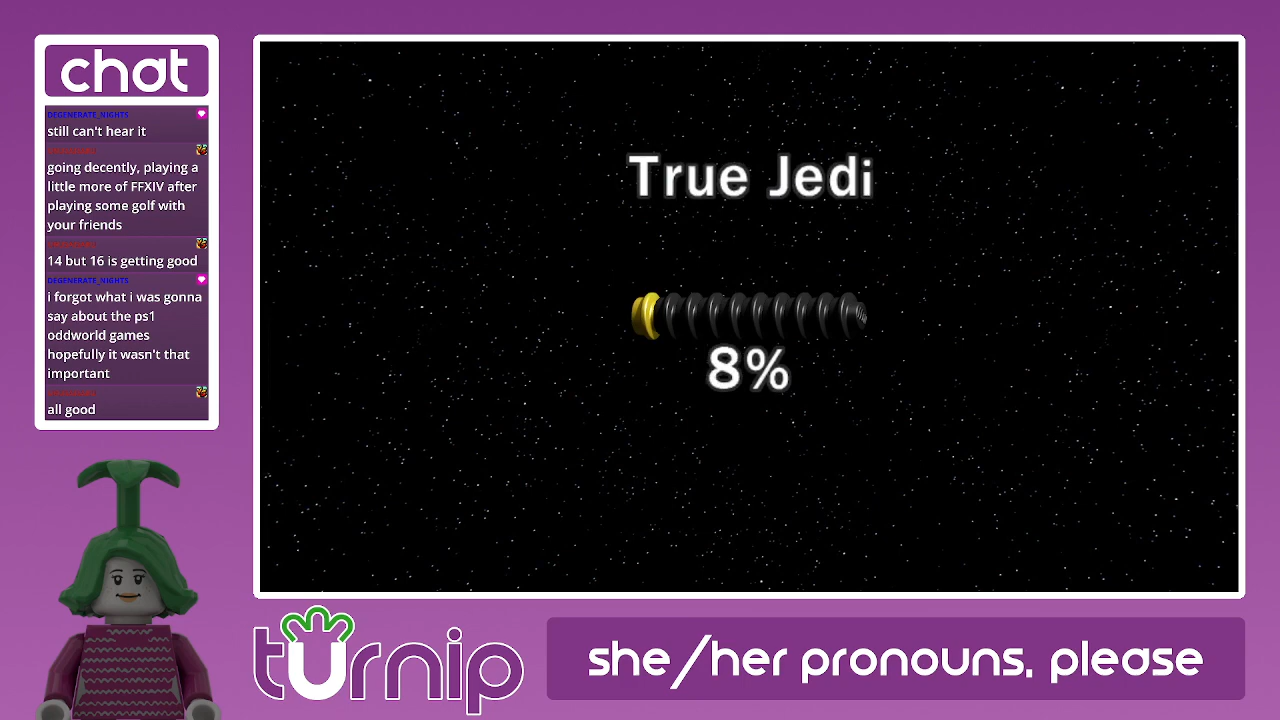 chat
DEGENERATE_NIGHTS
still can't hear it
going decently, playing a
little more of FFXIV after
playing some golf with
your friends
14 but 16 is getting good
DEGENERATE_NIGHTS
i forgot what i was gonna
say about the ps1
oddworld games
hopefully it wasn't that
important
all good
True Jedi
8%
turnip
she/her pronouns, please